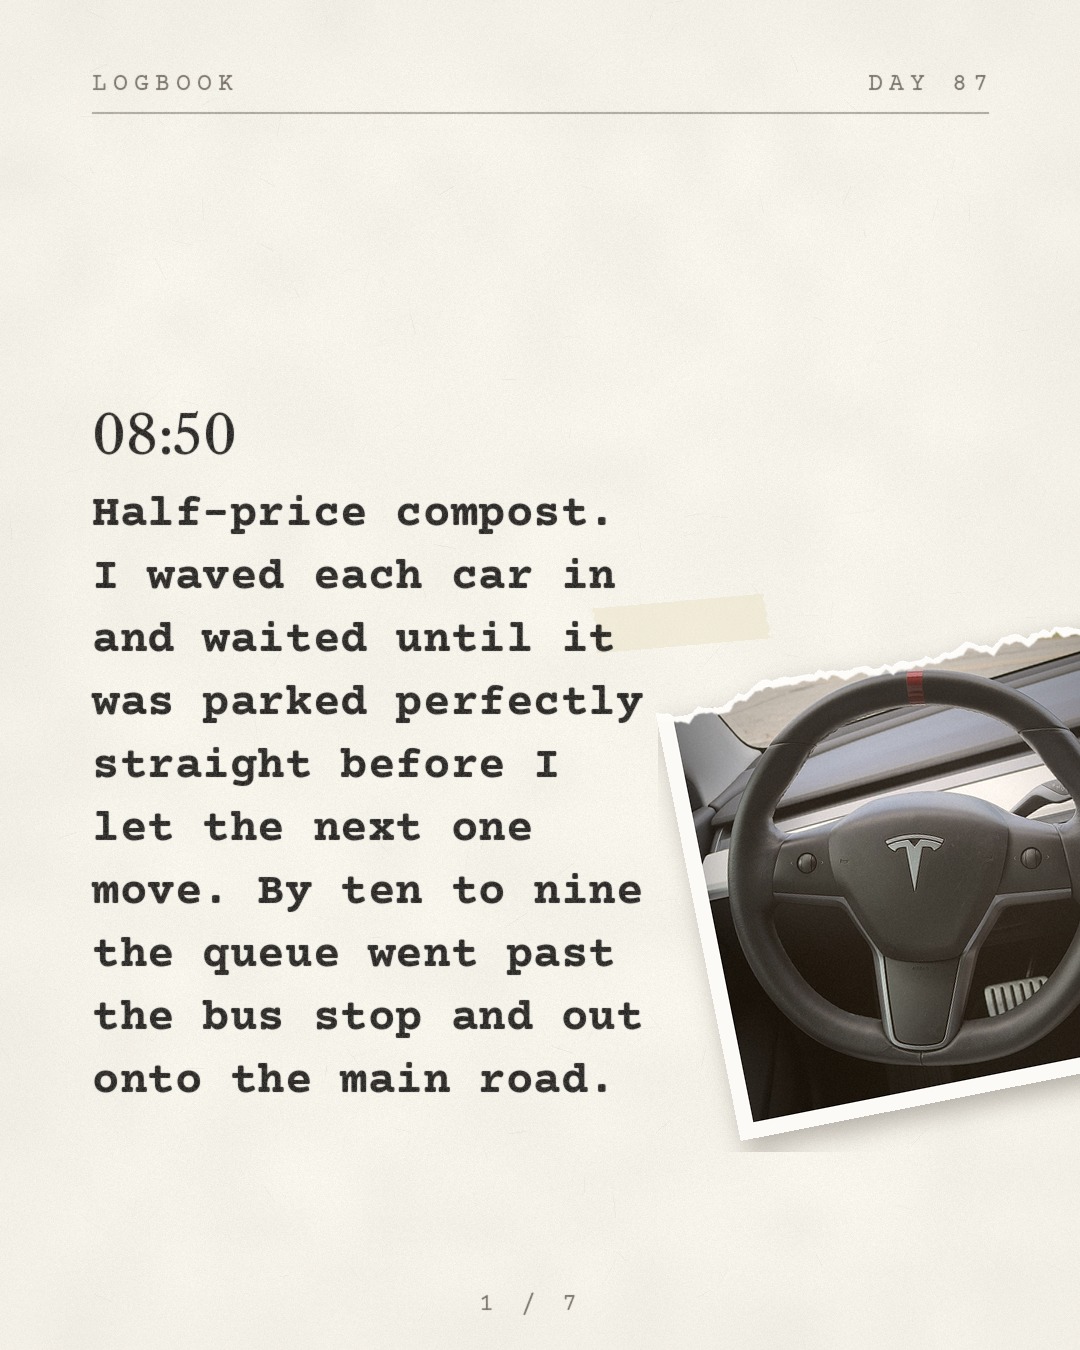 LOGBOOK
DAY 87
08:50
Half-price compost.
I waved each car in
and waited until it
was parked perfectly
straight before I
let the next one
move. By ten to nine
the queue went past
the bus stop and out
onto the main road.
1 / 7